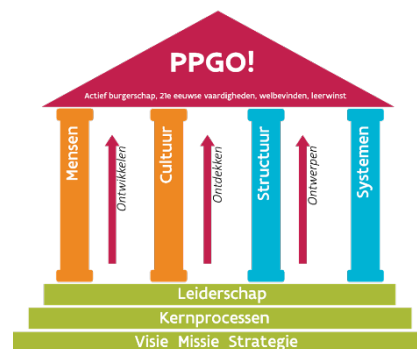 PPGO!
Actief burgerschap, 21e eeuwse vaardigheden, welbevinden, leerwinst
Mensen
Ontwikkelen
Cultuur
Ontdekken
Structuur
Ontwerpen
Systemen
Leiderschap
Kernprocessen
Visie Missie Strategie